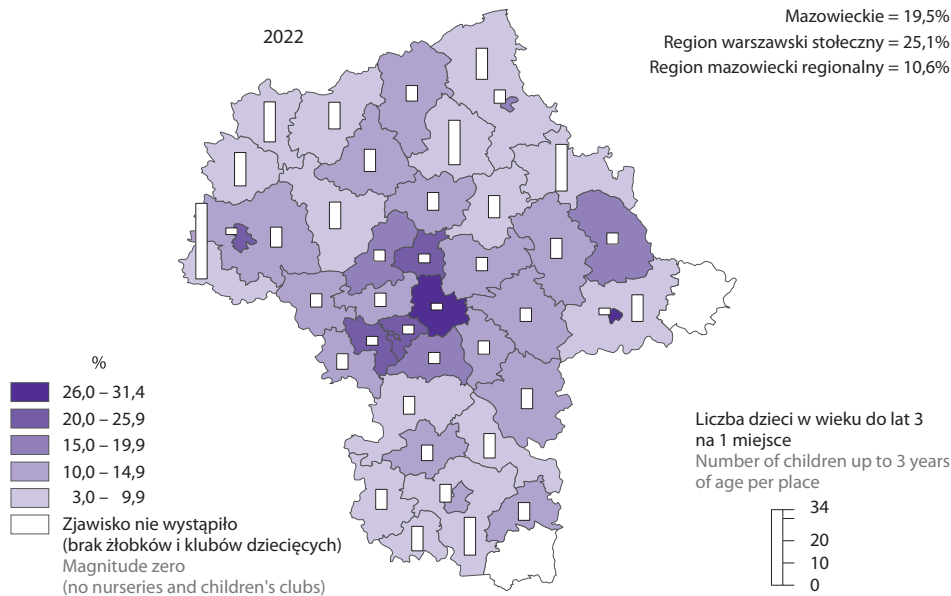 2022
Mazowieckie = 19,5%
Region warszawski stołeczny = 25,1%
Region mazowiecki regionalny = 10,6%
%
26,0 – 31,4
20,0 – 25,9
15,0 – 19,9
10,0 – 14,9
3,0 – 9,9
Zjawisko nie wystąpiło
(brak żłobków i klubów dziecięcych)
Magnitude zero
(no nurseries and children's clubs)
Liczba dzieci w wieku do lat 3
na 1 miejsce
Number of children up to 3 years
of age per place
34
20
10
0